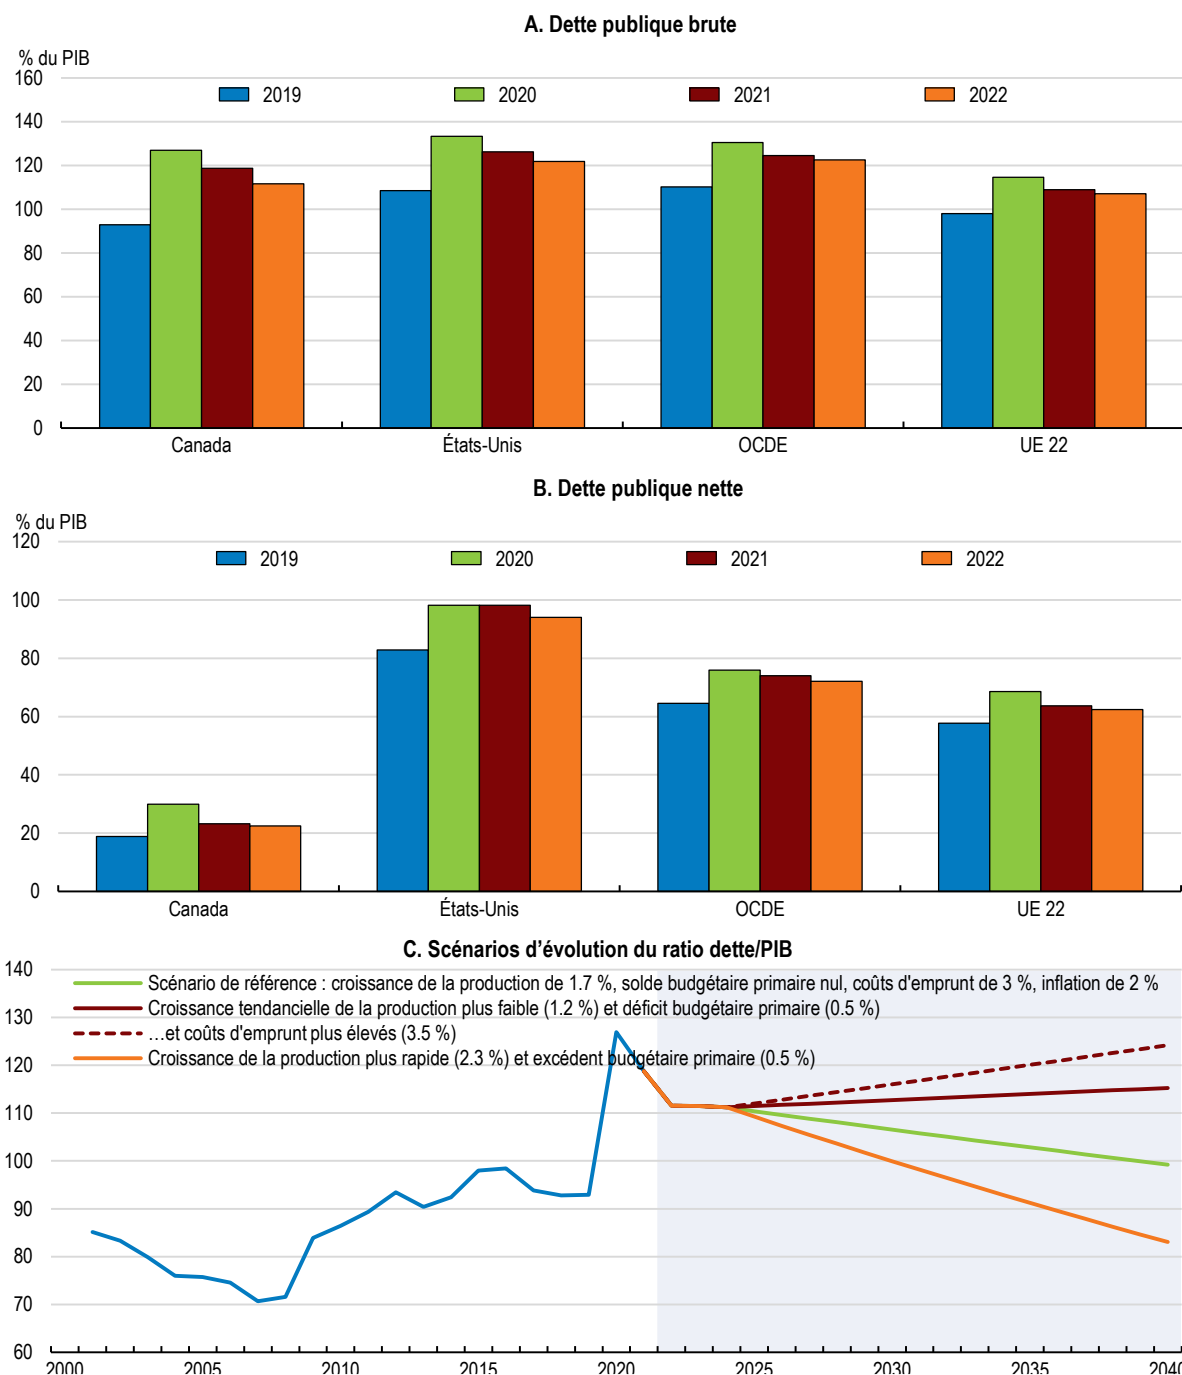 A. Dette publique brute
% du PIB
160
2019 2020 2021 2022
140
120
100
80
60
40
20
0
Canada États-Unis OCDE UE 22
B. Dette publique nette
% du PIB
120
2019 2020 2021 2022
100
80
60
40
20
0
Canada États-Unis OCDE UE 22
C. Scénarios d’évolution du ratio dette/PIB
140
Scénario de référence : croissance de la production de 1.7 %, solde budgétaire primaire nul, coûts d'emprunt de 3 %, inflation de 2 %
Croissance tendancielle de la production plus faible (1.2 %) et déficit budgétaire primaire (0.5 %)
130
…et coûts d'emprunt plus élevés (3.5 %)
Croissance de la production plus rapide (2.3 %) et excédent budgétaire primaire (0.5 %)
120
110
100
90
80
70
60
2000 2005 2010 2015 2020 2025 2030 2035 2040